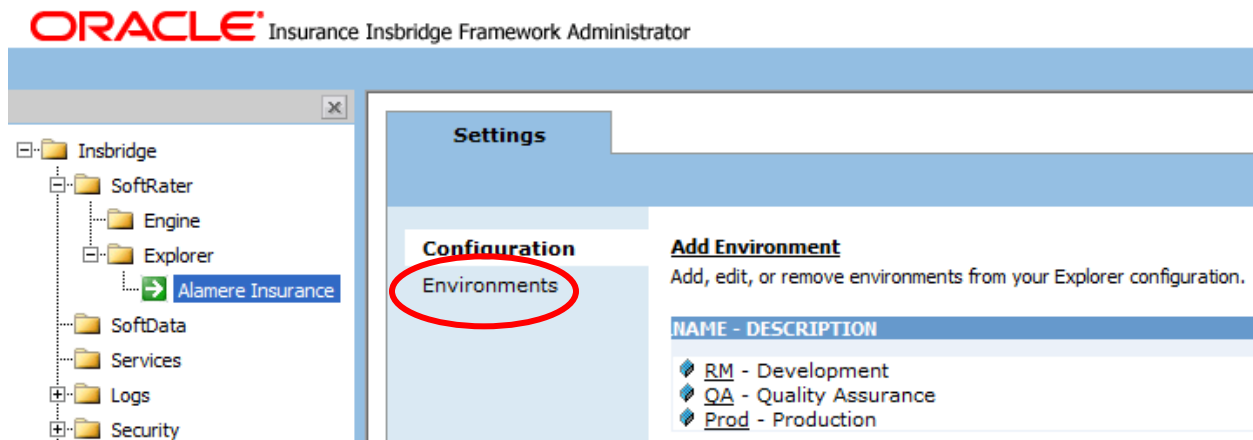 ORACLE Insurance Insbridge Framework Administrator
Insbridge
SoftRater
Engine
Explorer
Alamere Insurance
SoftData
Services
Logs
Security
Settings
Configuration
Environments
Add Environment
Add, edit, or remove environments from your Explorer configuration.
NAME - DESCRIPTION
RM - Development
QA - Quality Assurance
Prod - Production